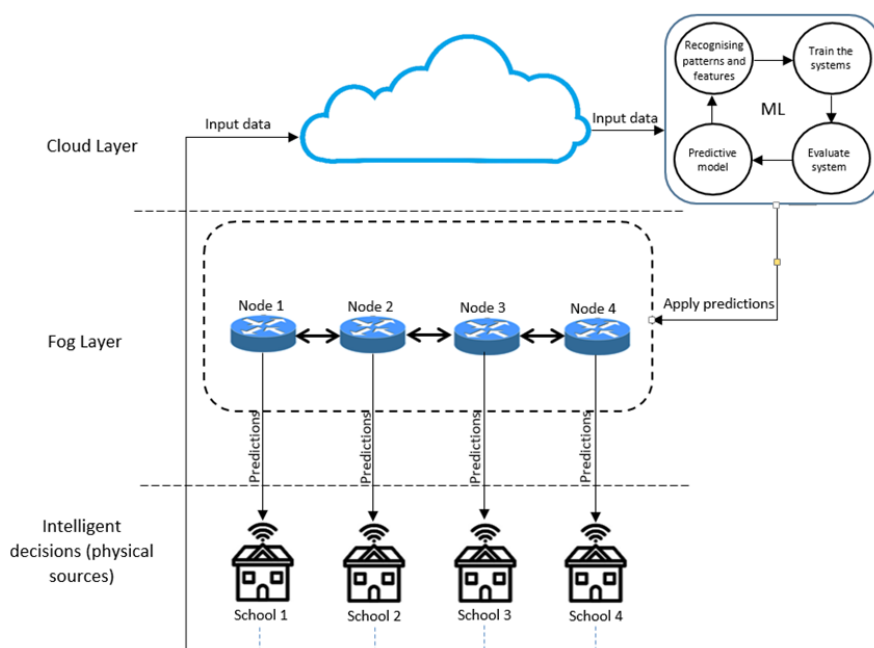 Recognising
patterns and
features
Train the
systems
Input data
Input data
ML
Cloud Layer
Predictive
model
Evaluate
system
Node 1
Node 2
Node 3
Node 4
Apply predictions
Fog Layer
Predictions
Predictions
Predictions
Predictions
Intelligent
decisions (physical
sources)
School 1
School 2
School 3
School 4